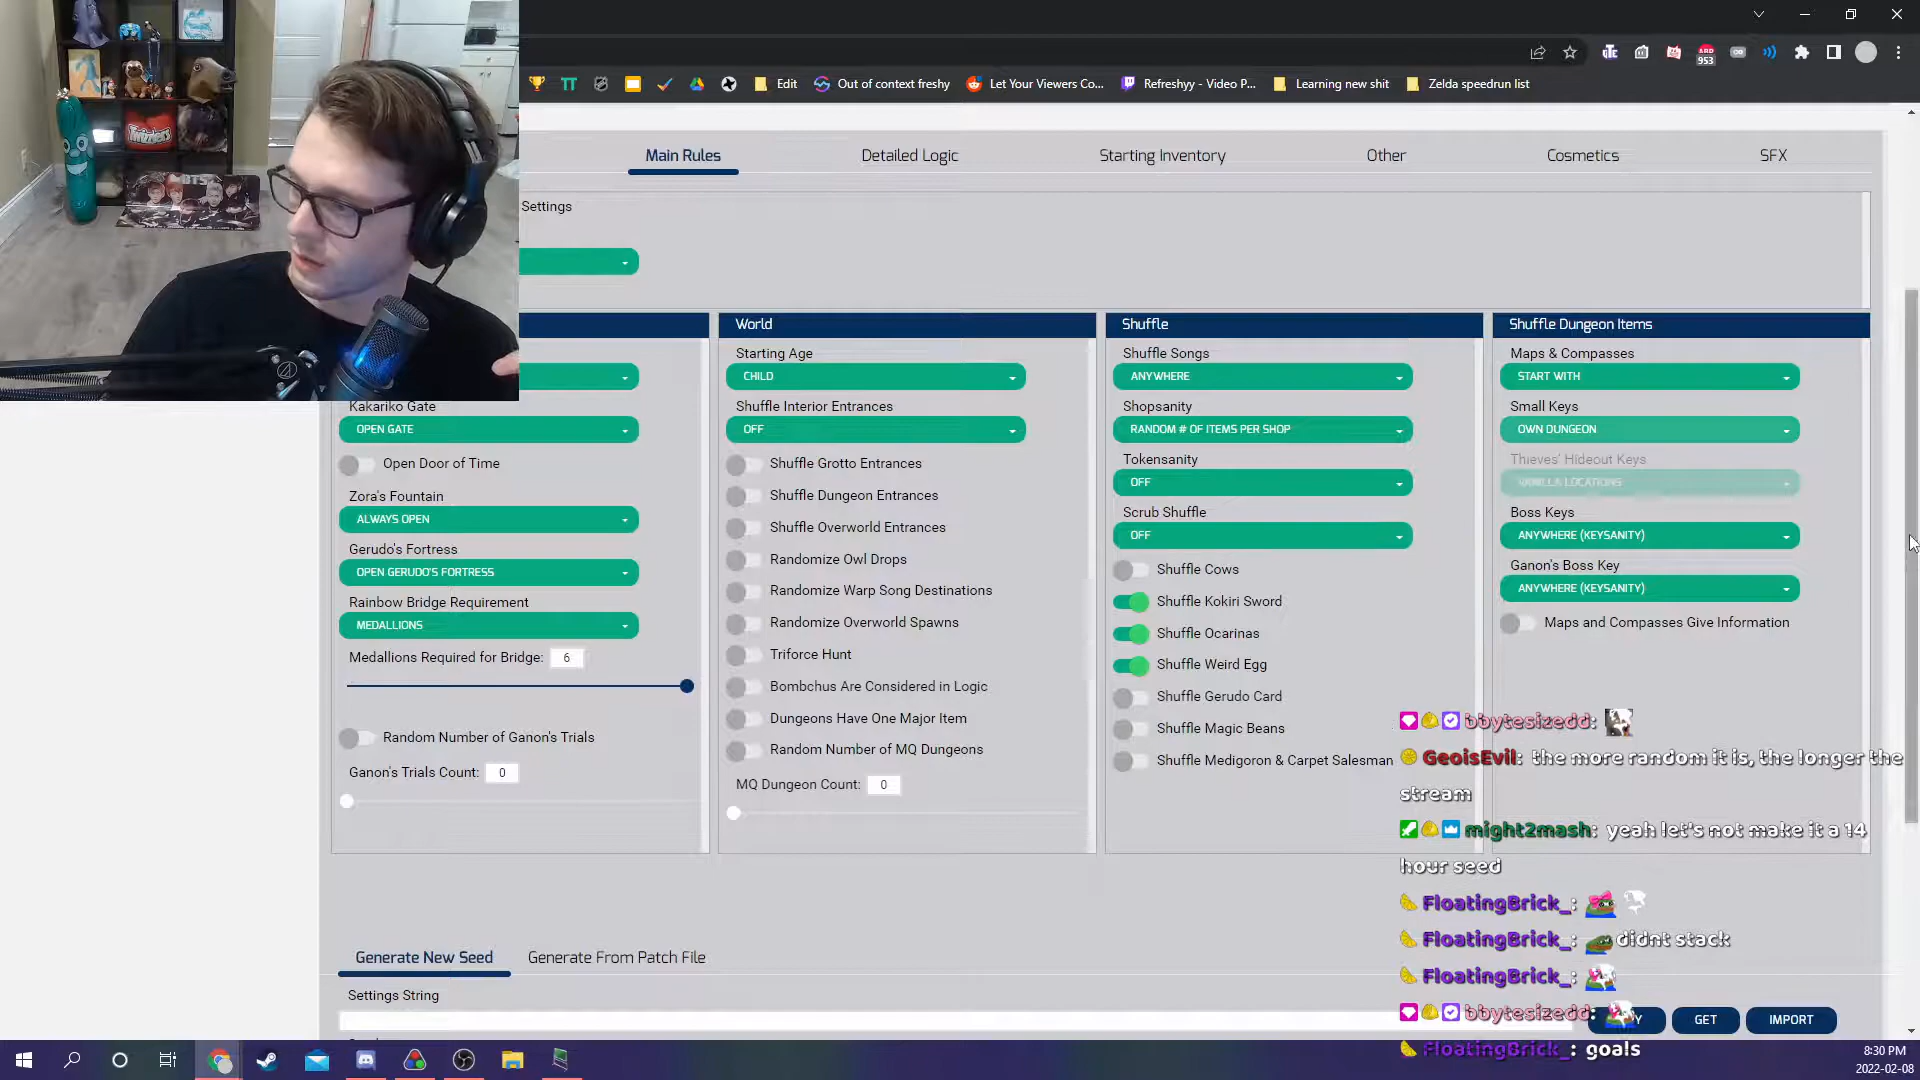 953
Edit
Out of context freshy
Let Your Viewers Co...
Refreshyy - Video P...
Learning new shit
Zelda speedrun list
Main Rules
Detailed Logic
Starting Inventory
Other
Cosmetics
SFX
Settings
Twizzlers
BTS
World
Shuffle
Shuffle Dungeon Items
Starting Age
CHILD
Shuffle Songs
ANYWHERE
Maps & Compasses
START WITH
Kakariko Gate
OPEN GATE
Shuffle Interior Entrances
OFF
Shopsanity
RANDOM # OF ITEMS PER SHOP
Small Keys
OWN DUNGEON
Open Door of Time
Shuffle Grotto Entrances
Tokensanity
OFF
Thieves' Hideout Keys
VANILLA LOCATIONS
Zora's Fountain
ALWAYS OPEN
Shuffle Dungeon Entrances
Shuffle Overworld Entrances
Scrub Shuffle
OFF
Boss Keys
ANYWHERE (KEYSANITY)
Gerudo's Fortress
OPEN GERUDO'S FORTRESS
Randomize Owl Drops
Randomize Warp Song Destinations
Shuffle Cows
Shuffle Kokiri Sword
Ganon's Boss Key
ANYWHERE (KEYSANITY)
Rainbow Bridge Requirement
MEDALLIONS
Randomize Overworld Spawns
Shuffle Ocarinas
Maps and Compasses Give Information
Medallions Required for Bridge: 6
Triforce Hunt
Shuffle Weird Egg
Bombchus Are Considered in Logic
Shuffle Gerudo Card
Dungeons Have One Major Item
Shuffle Magic Beans
Random Number of Ganon's Trials
Random Number of MQ Dungeons
Shuffle Medigoron & Carpet Salesman
Ganon's Trials Count: 0
MQ Dungeon Count: 0
bbytesizedd:
GeoisEvil: the more random it is, the longer the
stream
might2mash: yeah let's not make it a 14
hour seed
FloatingBrick_:
FloatingBrick_: didnt stack
FloatingBrick_:
bbytesizedd:
FloatingBrick_: goals
Generate New Seed
Generate From Patch File
Settings String
GET
IMPORT
8:30 PM
2022-02-08